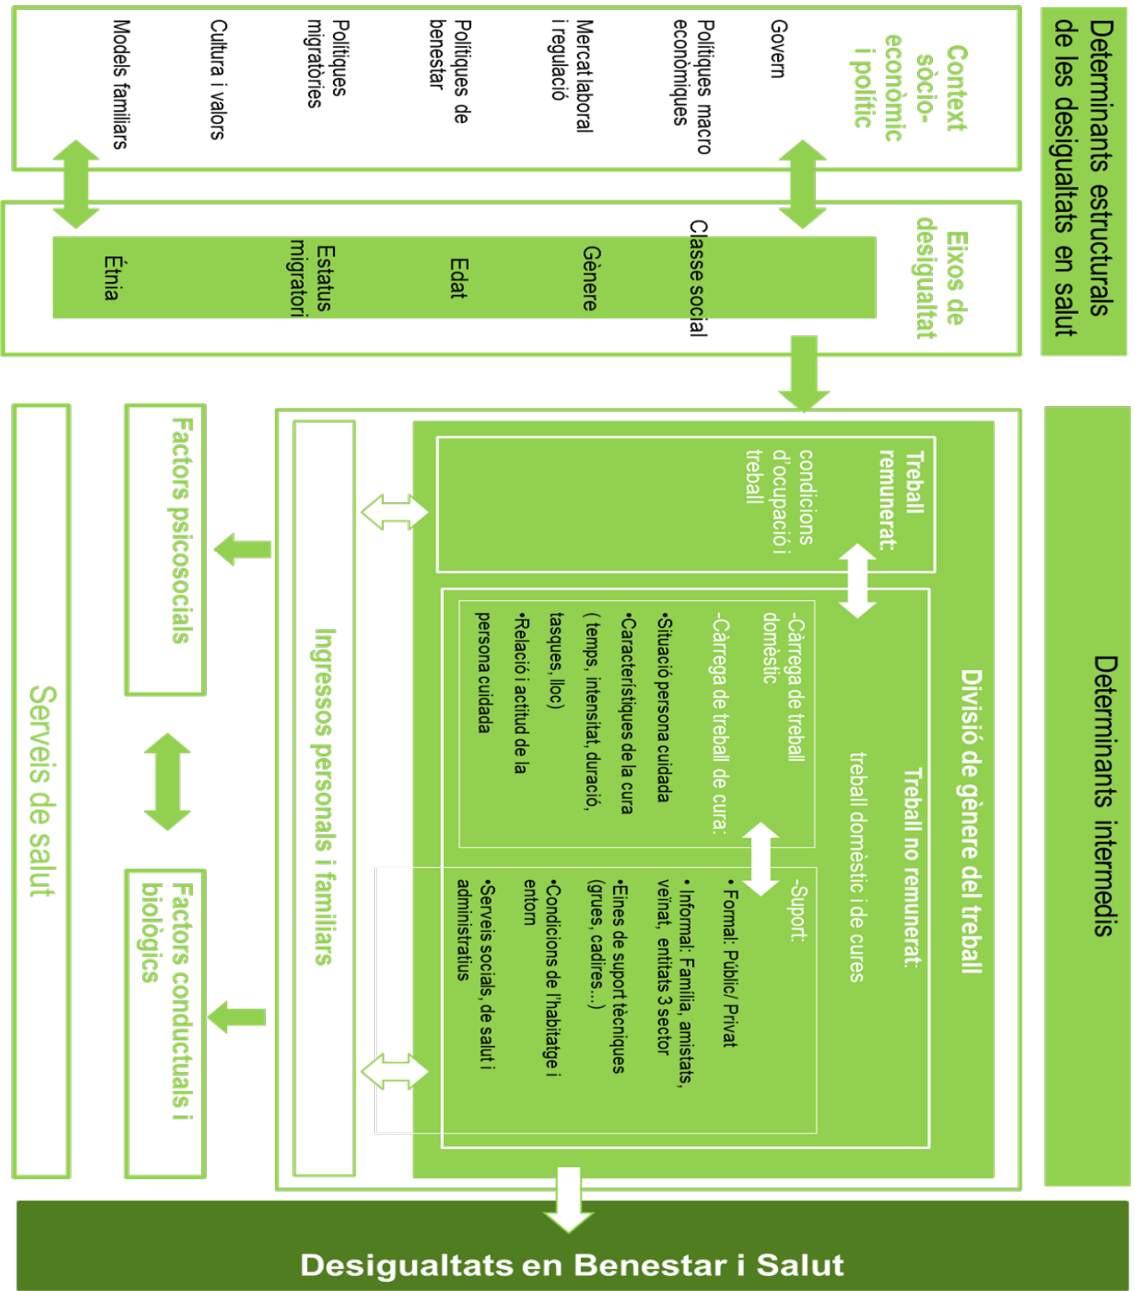 Determinants estructurals
de les desigualtats en salut
Context
sòcio-
econòmic
i polític
Govern
Polítiques macro
econòmiques
Mercat laboral
i regulació
Polítiques de
benestar
Polítiques
migratòries
Cultura i valors
Models familiars
Eixos de
desigualtat
Classe social
Gènere
Edat
Estatus
migratori
Étnia
Determinants intermedis
Divisió de gènere del treball
Treball
remunerat:
condicions
d'ocupació i
treball
Treball no remunerat:
treball domèstic i de cures
-Càrrega de treball
domèstic
-Càrrega de treball de cura:
•Situació persona cuidada
•Característiques de la cura
( temps, intensitat, duració,
tasques, lloc)
•Relació i actitud de la
persona cuidada
-Suport:
• Formal: Públic/ Privat
• Informal: Família, amistats,
veïnat, entitats 3 sector
•Eines de suport tècniques
(grues, cadires...)
•Condicions de l'habitatge i
entorn
•Serveis socials, de salut i
administratius
Ingressos personals i familiars
Factors psicosocials
Factors conductuals i
biològics
Serveis de salut
Desigualtats en Benestar i Salut